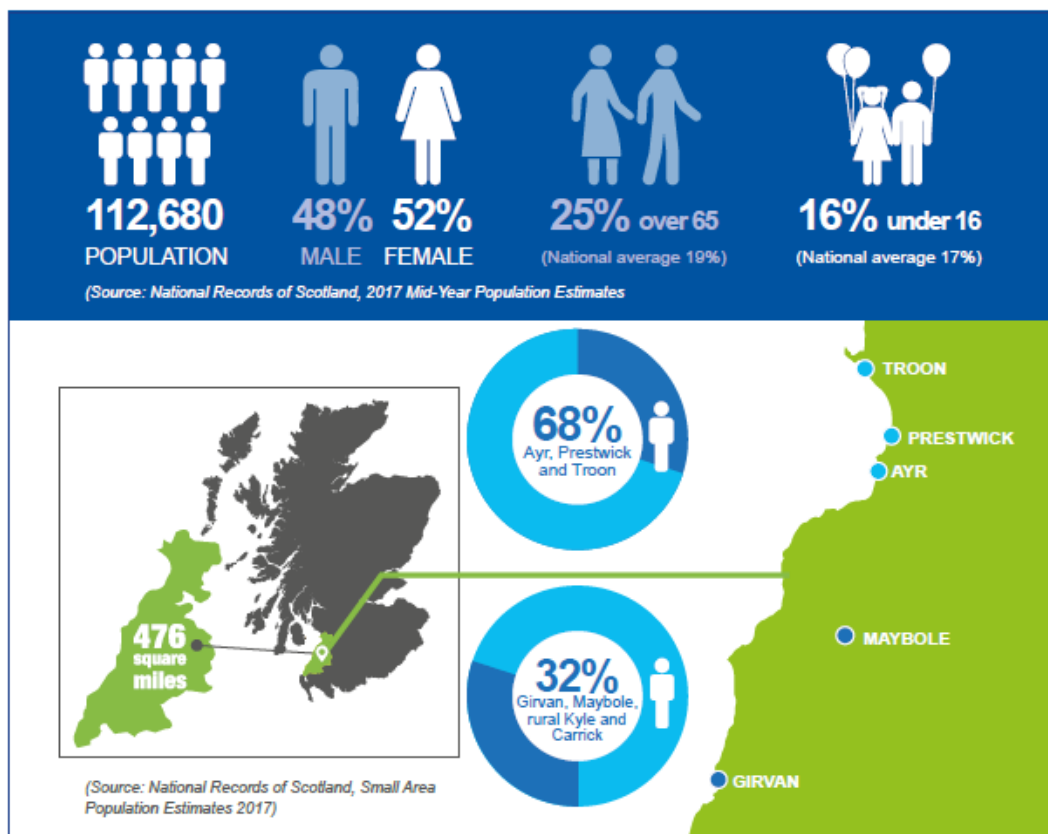 112,680
POPULATION
48%
MALE
52%
FEMALE
25% over 65
(National average 19%)
16% under 16
(National average 17%)
(Source: National Records of Scotland, 2017 Mid-Year Population Estimates
476
square
miles
(Source: National Records of Scotland, Small Area
Population Estimates 2017)
68%
Ayr, Prestwick
and Troon
32%
Girvan, Maybole,
rural Kyle and
Carrick
TROON
PRESTWICK
AYR
MAYBOLE
GIRVAN